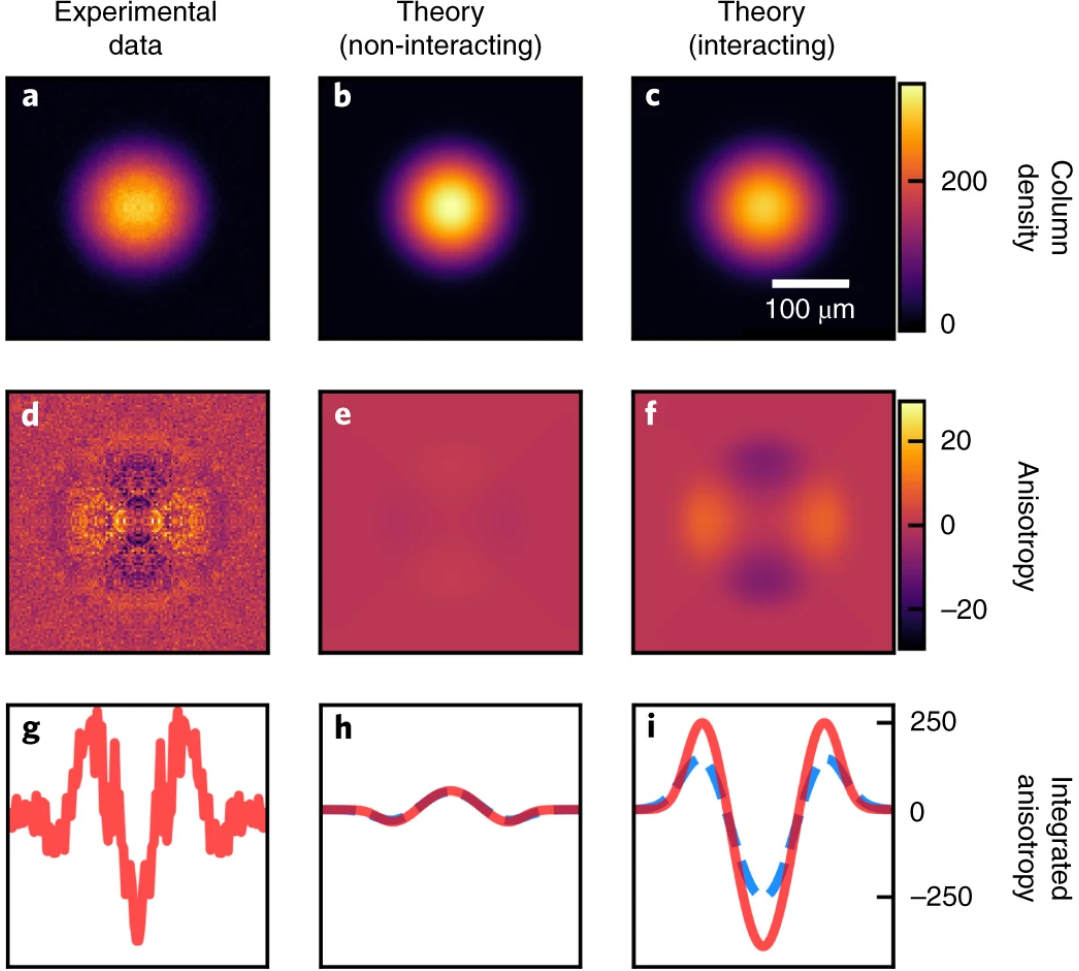 Experimental
data
Theory
(non-interacting)
Theory
(interacting)
a
b
c
100 μm
200
0
Column
density
d
e
f
20
0
−20
Anisotropy
g
h
i
250
0
−250
Integrated
anisotropy